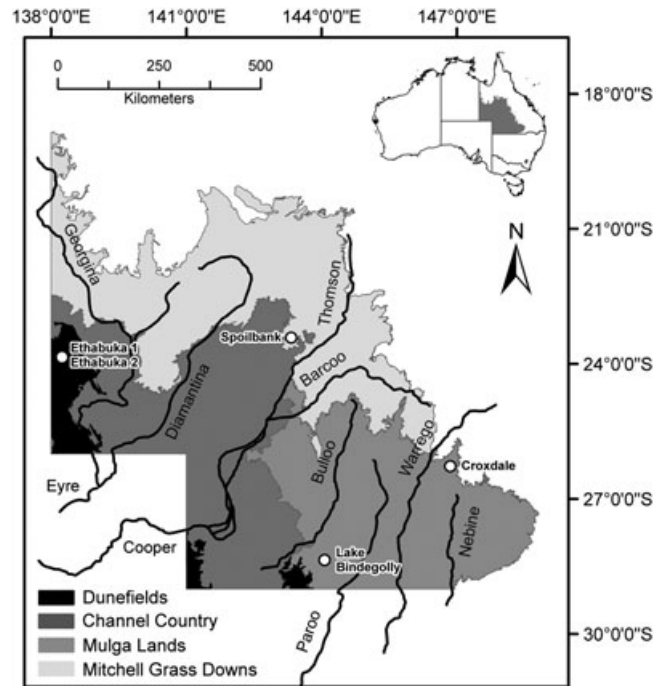 138°0'0"E
141°0'0"E
144°0'0"E
147°0'0"E
0
250
500
Kilometers
18°0'0"S
21°0'0"S
N
Georgina
Thomson
Spoilbank
Ethabuka 1
Ethabuka 2
24°0'0"S
Barcoo
Diamantina
Bulloo
Warrego
Croxdale
Eyre
27°0'0"S
Cooper
Nebine
Lake
Bindegolly
Dunefields
Channel Country
Mulga Lands
Mitchell Grass Downs
Paroo
30°0'0"S